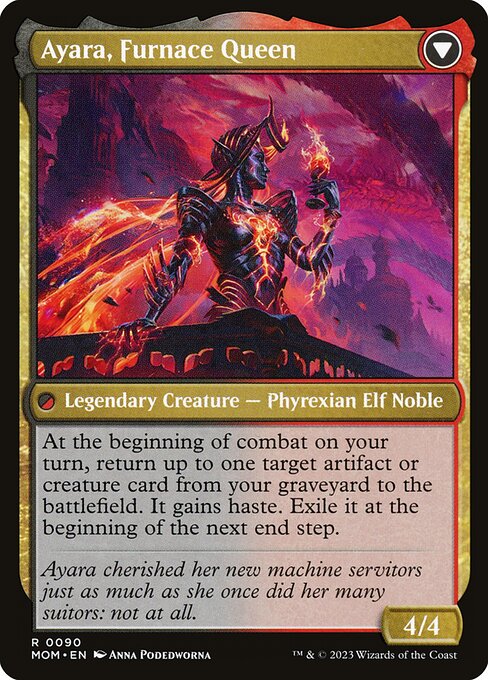 Ayara, Furnace Queen
Legendary Creature — Phyrexian Elf Noble
At the beginning of combat on your
turn, return up to one target artifact or
creature card from your graveyard to the
battlefield. It gains haste. Exile it at the
beginning of the next end step.
Ayara cherished her new machine servitors
just as much as she once did her many
suitors: not at all.
4/4
R 0090
MOM • EN Anna Podedworna
™ & © 2023 Wizards of the Coast